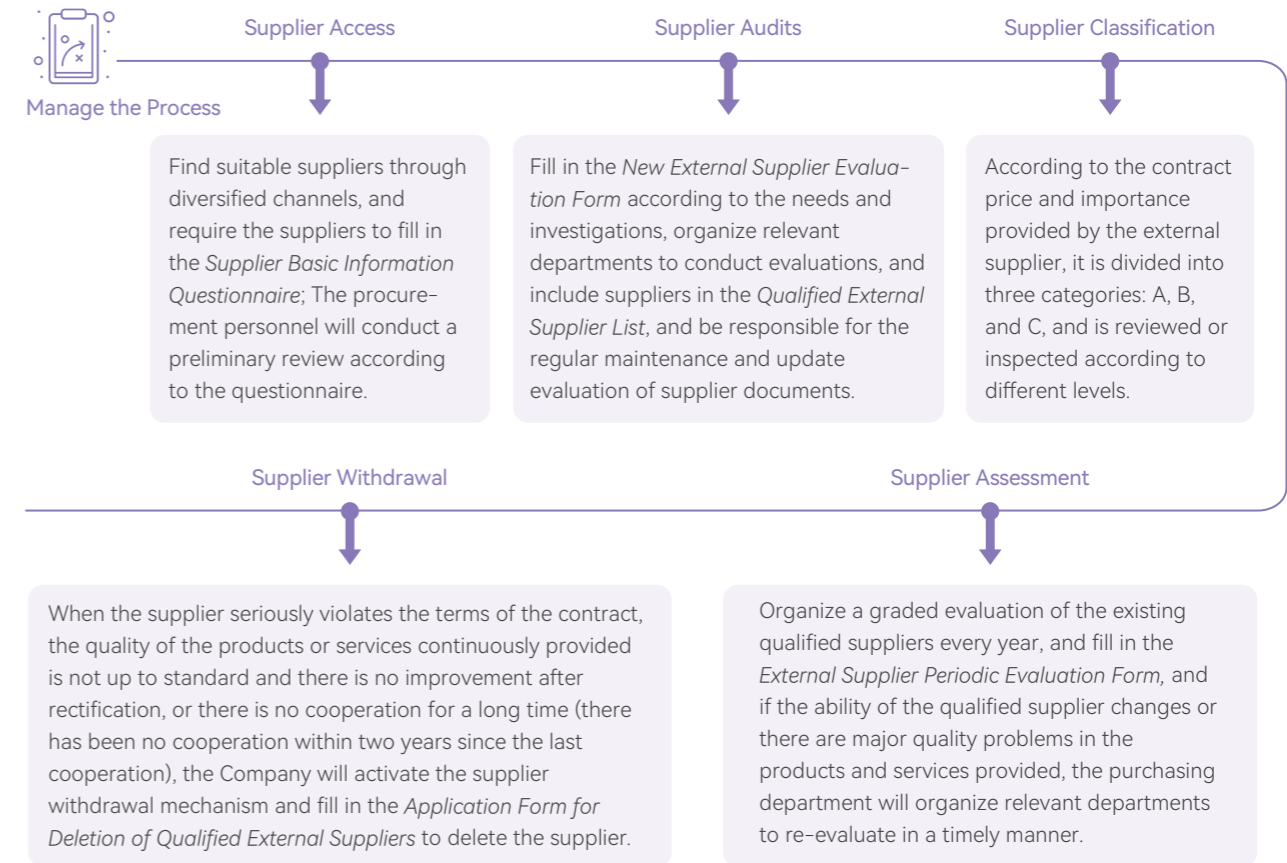 Manage the Process
Supplier Access
Find suitable suppliers through
diversified channels, and
require the suppliers to fill in
the Supplier Basic Information
Questionnaire; The procure-
ment personnel will conduct a
preliminary review according
to the questionnaire.
Supplier Audits
Fill in the New External Supplier Evalua-
tion Form according to the needs and
investigations, organize relevant
departments to conduct evaluations, and
include suppliers in the Qualified External
Supplier List, and be responsible for the
regular maintenance and update
evaluation of supplier documents.
Supplier Classification
According to the contract
price and importance
provided by the external
supplier, it is divided into
three categories: A, B,
and C, and is reviewed or
inspected according to
different levels.
Supplier Assessment
Organize a graded evaluation of the existing
qualified suppliers every year, and fill in the
External Supplier Periodic Evaluation Form, and
if the ability of the qualified supplier changes or
there are major quality problems in the
products and services provided, the purchasing
department will organize relevant departments
to re-evaluate in a timely manner.
Supplier Withdrawal
When the supplier seriously violates the terms of the contract,
the quality of the products or services continuously provided
is not up to standard and there is no improvement after
rectification, or there is no cooperation for a long time (there
has been no cooperation within two years since the last
cooperation), the Company will activate the supplier
withdrawal mechanism and fill in the Application Form for
Deletion of Qualified External Suppliers to delete the supplier.